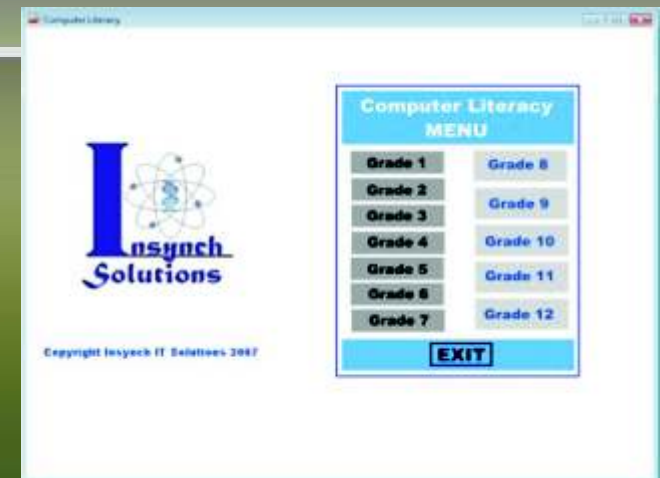 Computer Literacy
Computer Literacy
MENU
Grade 1
Grade 2
Grade 3
Grade 4
Grade 5
Grade 6
Grade 7
Grade 8
Grade 9
Grade 10
Grade 11
Grade 12
EXIT
Insynch
Solutions
Copyright Insynch IT Solutions 2007